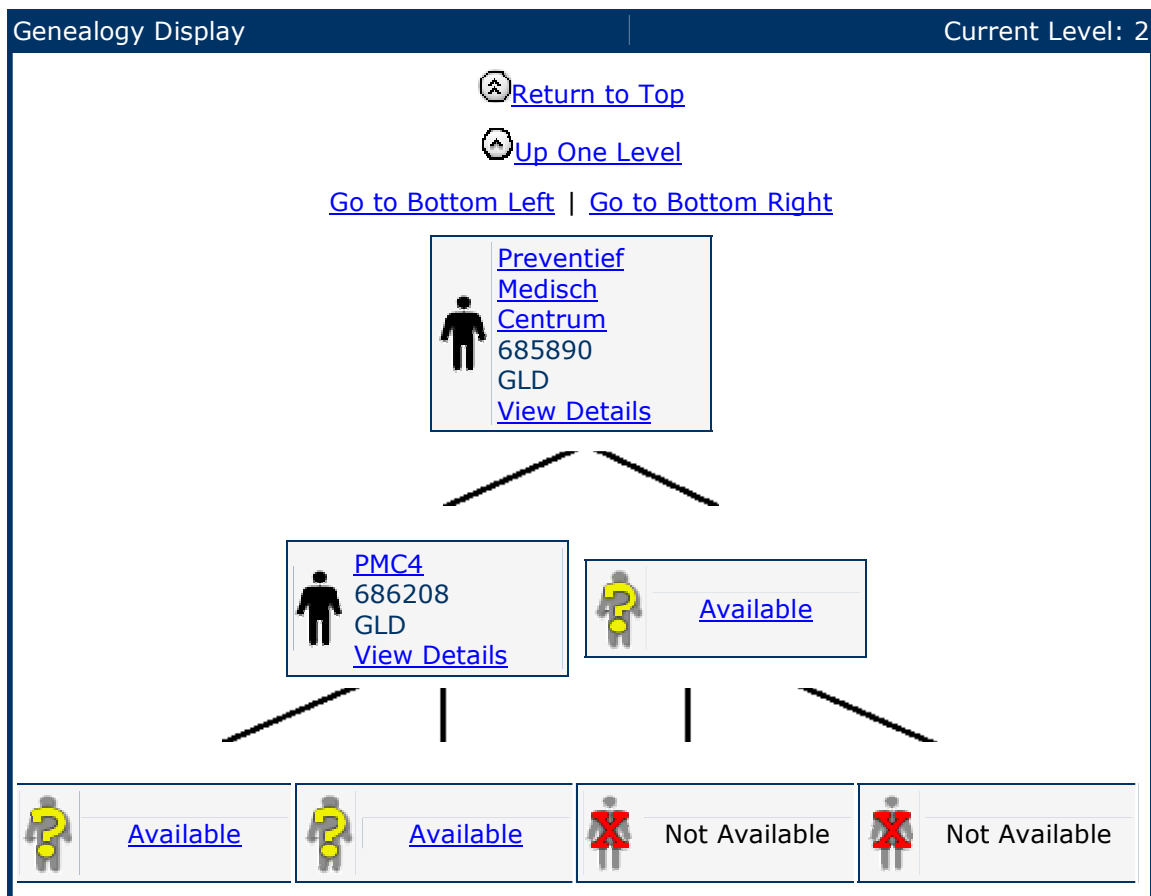 Genealogy Display Current Level: 2
Return to Top
Up One Level
Go to Bottom Left | Go to Bottom Right
Preventief
Medisch
Centrum
685890
GLD
View Details
PMC4
686208
GLD
View Details
Available
Available
Available
Not Available
Not Available